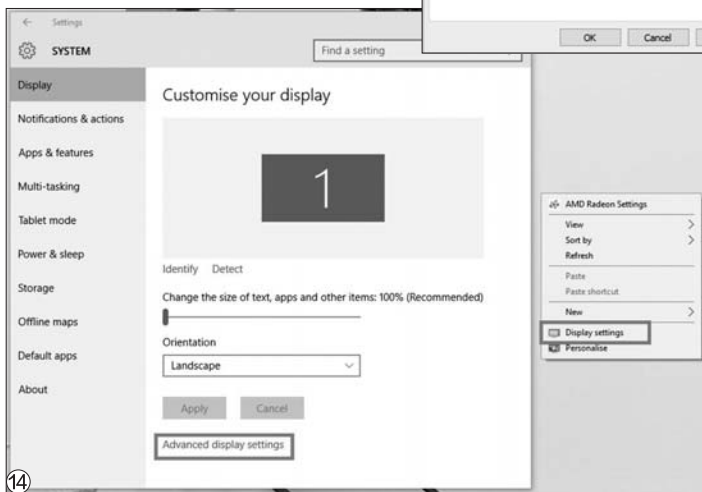 OK Cancel
Settings
SYSTEM
Find a setting
Display
Notifications & actions
Apps & features
Multi-tasking
Tablet mode
Power & sleep
Storage
Offline maps
Default apps
About
Customise your display
1
Identify Detect
Change the size of text, apps and other items: 100% (Recommended)
Orientation
Landscape
Apply Cancel
Advanced display settings
AMD Radeon Settings
View
Sort by
Refresh
Paste
Paste shortcut
New
Display settings
Personalise
14